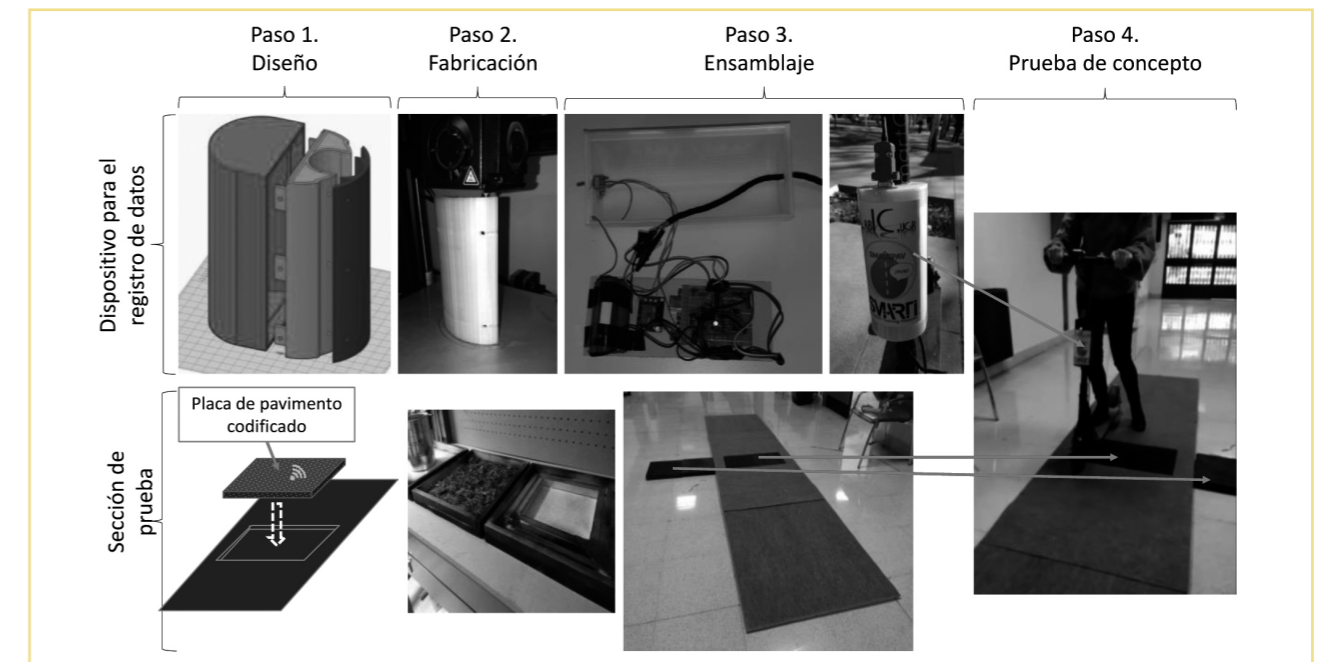 Paso 1.
Diseño
Paso 2.
Fabricación
Paso 3.
Ensamblaje
Paso 4.
Prueba de concepto
Dispositivo para el
registro de datos
Sección de
prueba
Placa de pavimento
codificado